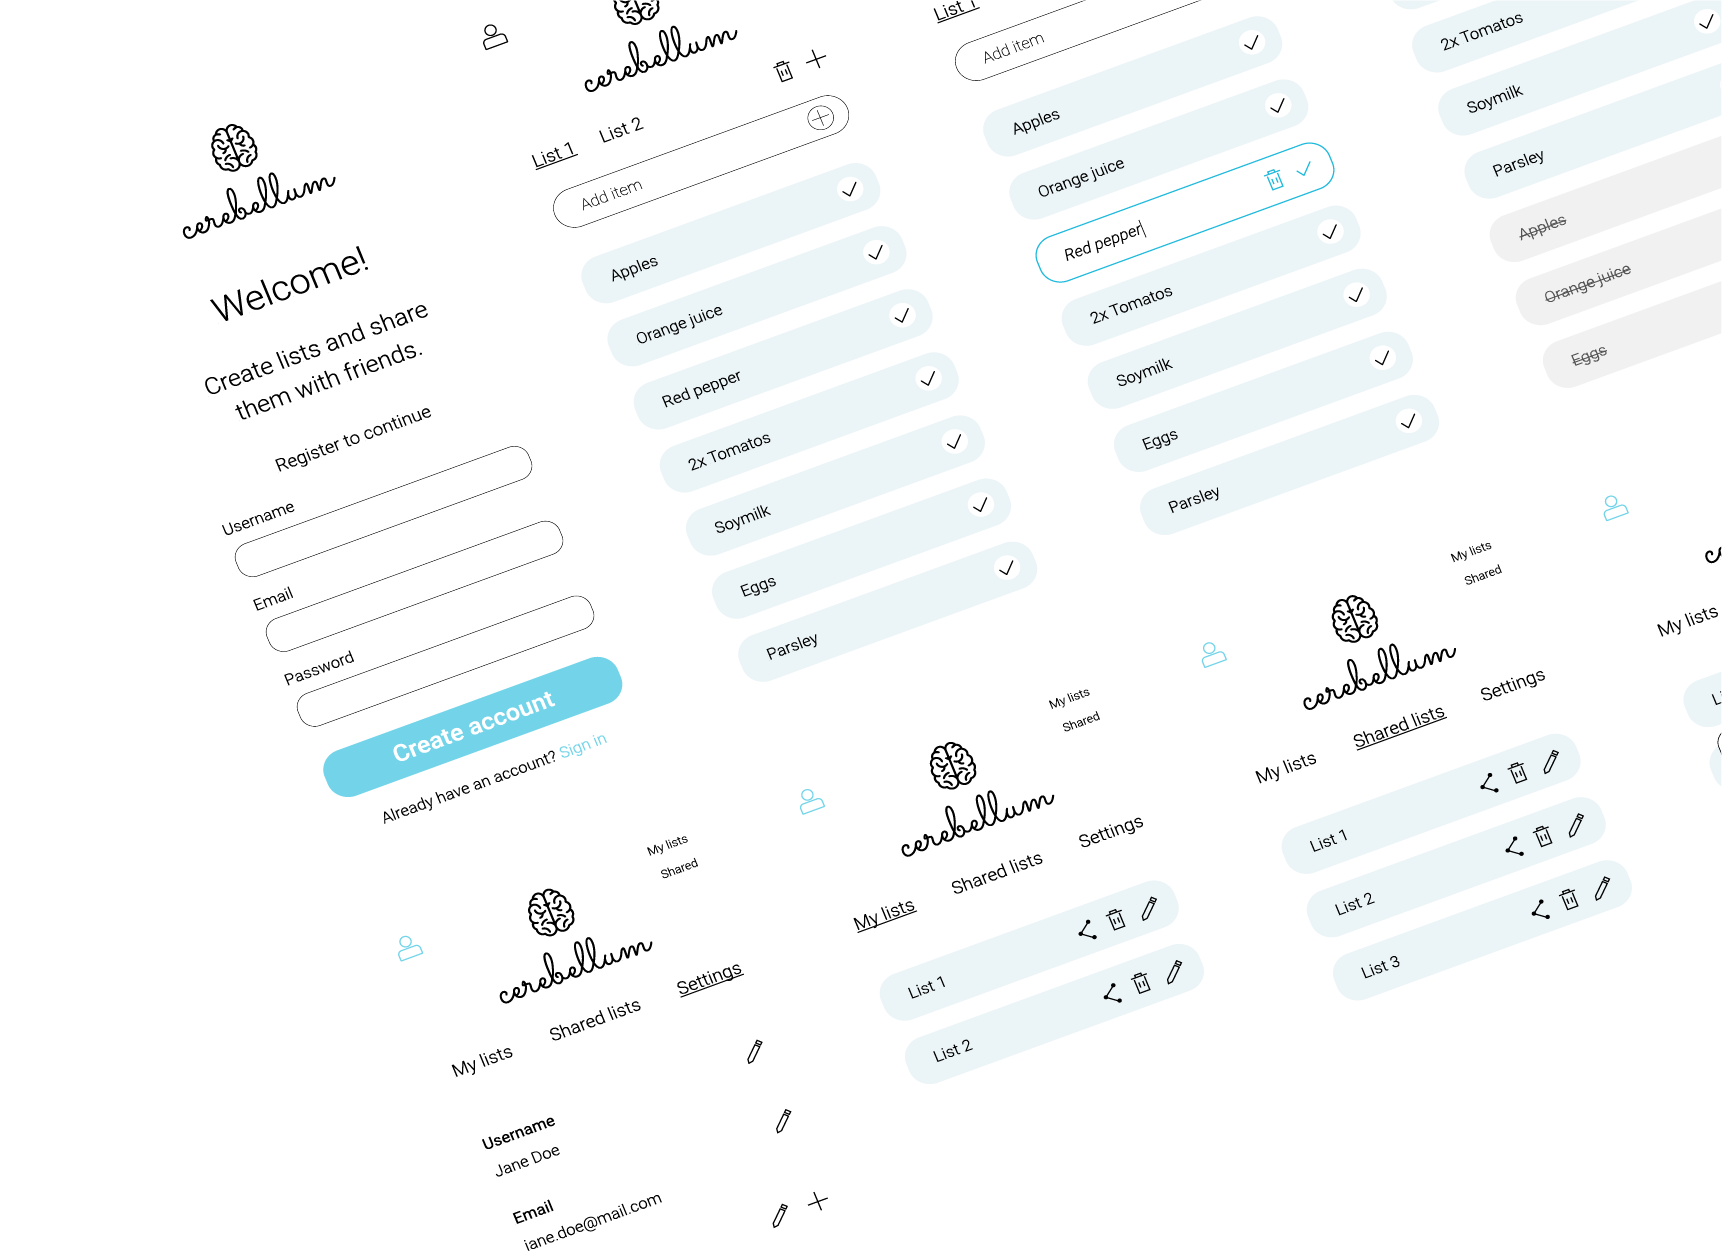 cerebellum
Welcome!
Create lists and share
them with friends.
Register to continue
Username
Email
Password
Create account
Already have an account? Sign in
cerebellum
List 1
List 2
Add item
Apples
Orange juice
Red pepper
2x Tomatos
Soymilk
Eggs
Parsley
List 1
Add item
Apples
Orange juice
Red pepper
2x Tomatos
Soymilk
Eggs
Parsley
2x Tomatos
Soymilk
Parsley
Apples
Orange juice
Eggs
My lists
Shared
cerebellum
My lists
Shared lists
Settings
Username
Jane Doe
Email
jane.doe@mail.com
My lists
Shared
cerebellum
My lists
Shared lists
Settings
List 1
List 2
My lists
Shared
cerebellum
My lists
Shared lists
Settings
List 1
List 2
List 3
My lists